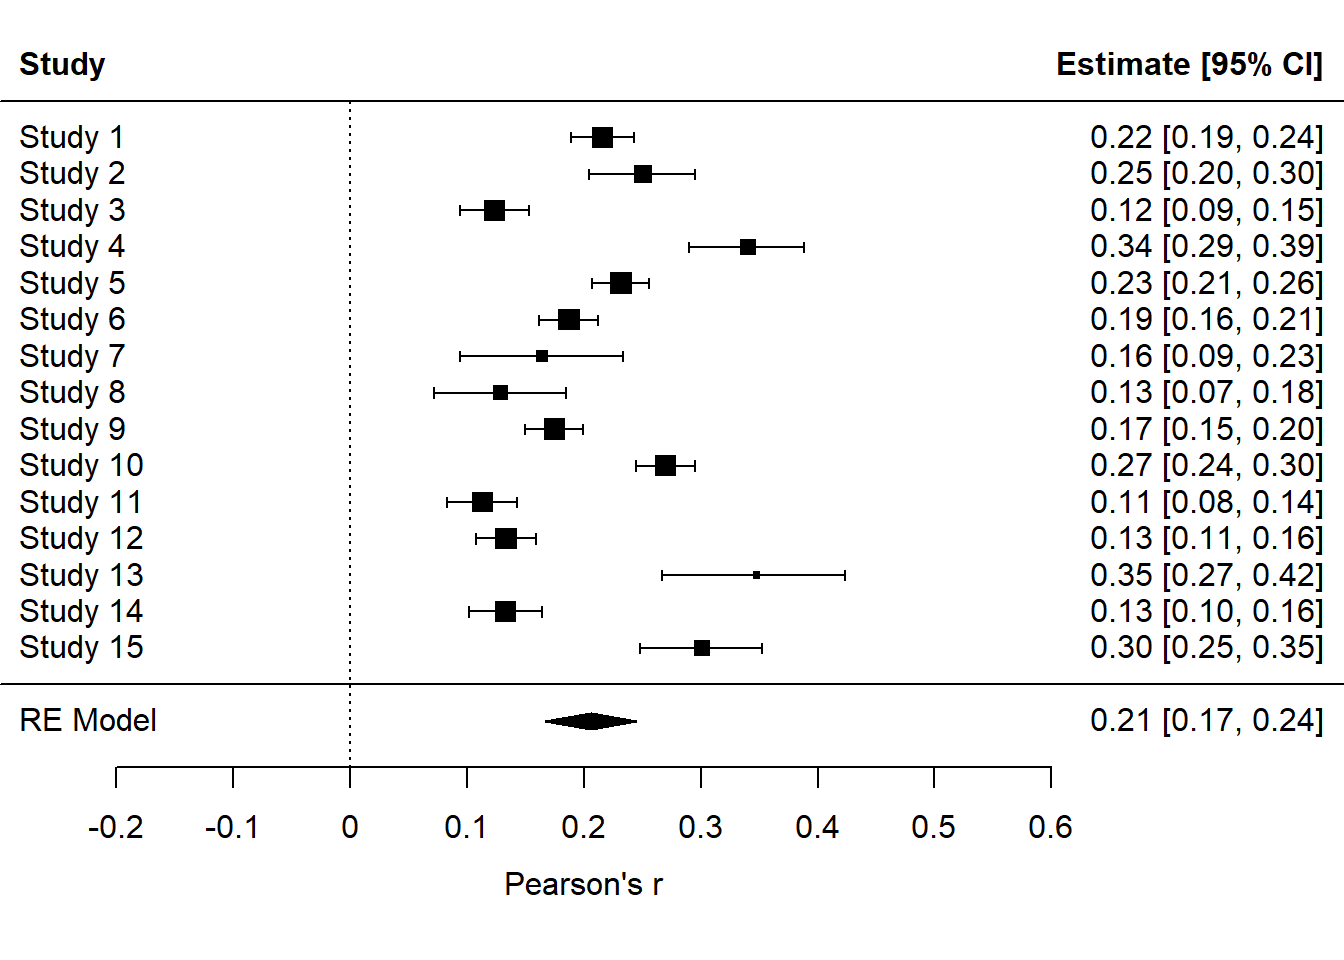 Study Estimate [95% CI]
Study 1 0.22 [0.19, 0.24]
Study 2 0.25 [0.20, 0.30]
Study 3 0.12 [0.09, 0.15]
Study 4 0.34 [0.29, 0.39]
Study 5 0.23 [0.21, 0.26]
Study 6 0.19 [0.16, 0.21]
Study 7 0.16 [0.09, 0.23]
Study 8 0.13 [0.07, 0.18]
Study 9 0.17 [0.15, 0.20]
Study 10 0.27 [0.24, 0.30]
Study 11 0.11 [0.08, 0.14]
Study 12 0.13 [0.11, 0.16]
Study 13 0.35 [0.27, 0.42]
Study 14 0.13 [0.10, 0.16]
Study 15 0.30 [0.25, 0.35]
RE Model 0.21 [0.17, 0.24]
-0.2 -0.1 0 0.1 0.2 0.3 0.4 0.5 0.6
Pearson's r